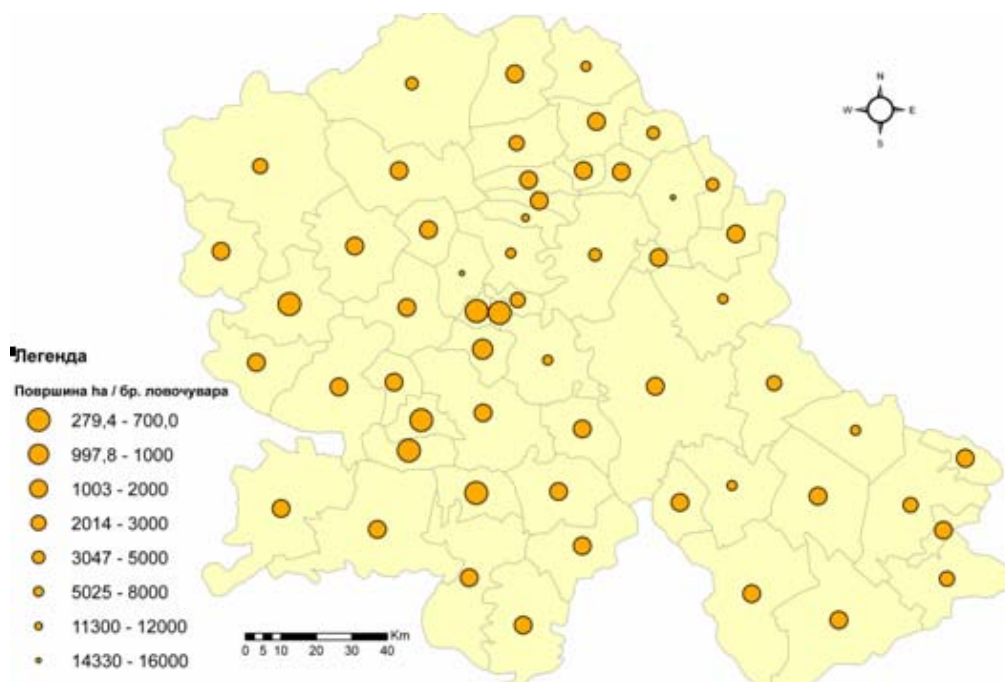 N
W E
S
Легенда
Површина ha / бр. ловочувара
279,4 - 700,0
997,8 - 1000
1003 - 2000
2014 - 3000
3047 - 5000
5025 - 8000
11300 - 12000
14330 - 16000
Km
0 5 10 20 30 40